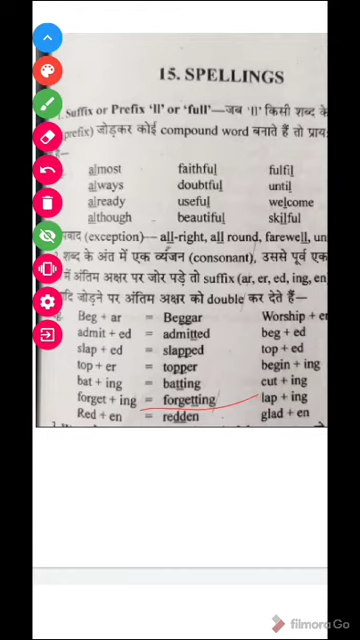 15. SPELLINGS
Suffix or Prefix 'll' or 'full'—जब 'll' किसी शब्द के
prefix) जोड़कर कोई compound word बनाते हैं तो प्राय:
है—
almost faithful fulfil
always doubtful until
already useful welcome
although beautiful skilful
पवाद (exception)— all-right, all round, farewell, un
शब्द के अंत में एक व्यंजन (consonant), उससे पूर्व एक
में अंतिम अक्षर पर जोर पड़े तो suffix (ar, er, ed, ing, en
दि जोड़ने पर अंतिम अक्षर को double कर देते हैं—
Beg + ar = Beggar Worship + er
admit + ed = admitted beg + ed
slap + ed = slapped top + ed
top + er = topper begin + ing
bat + ing = batting cut + ing
forget + ing = forgetting lap + ing
Red + en = redden glad + en
filmora Go